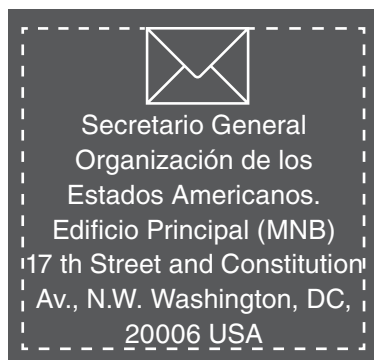 Secretario General
Organización de los
Estados Americanos.
Edificio Principal (MNB)
17 th Street and Constitution
Av., N.W. Washington, DC,
20006 USA